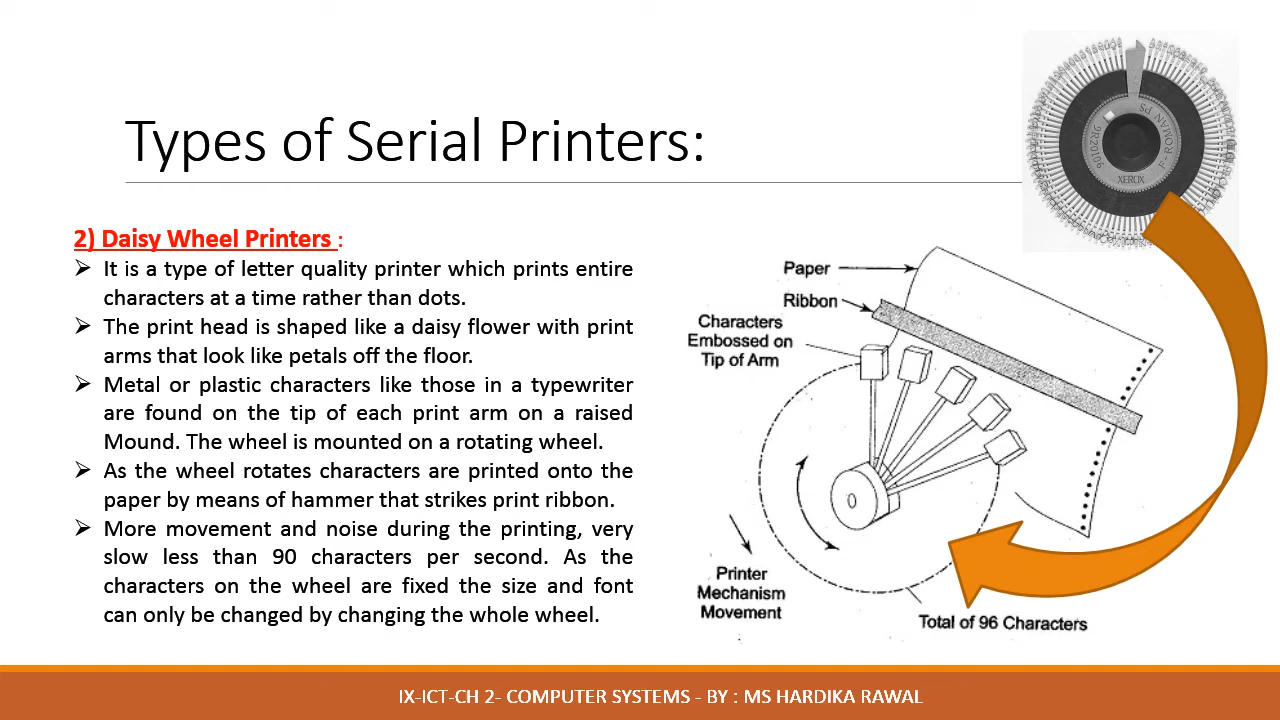 Types of Serial Printers:
2) Daisy Wheel Printers :
➢ It is a type of letter quality printer which prints entire
characters at a time rather than dots.
➢ The print head is shaped like a daisy flower with print
arms that look like petals off the floor.
➢ Metal or plastic characters like those in a typewriter
are found on the tip of each print arm on a raised
Mound. The wheel is mounted on a rotating wheel.
➢ As the wheel rotates characters are printed onto the
paper by means of hammer that strikes print ribbon.
➢ More movement and noise during the printing, very
slow less than 90 characters per second. As the
characters on the wheel are fixed the size and font
can only be changed by changing the whole wheel.
PS
P-ROMAN
9R20109
XEROX
Paper
Ribbon
Characters
Embossed on
Tip of Arm
Printer
Mechanism
Movement
Total of 96 Characters
IX-ICT-CH 2- COMPUTER SYSTEMS - BY : MS HARDIKA RAWAL